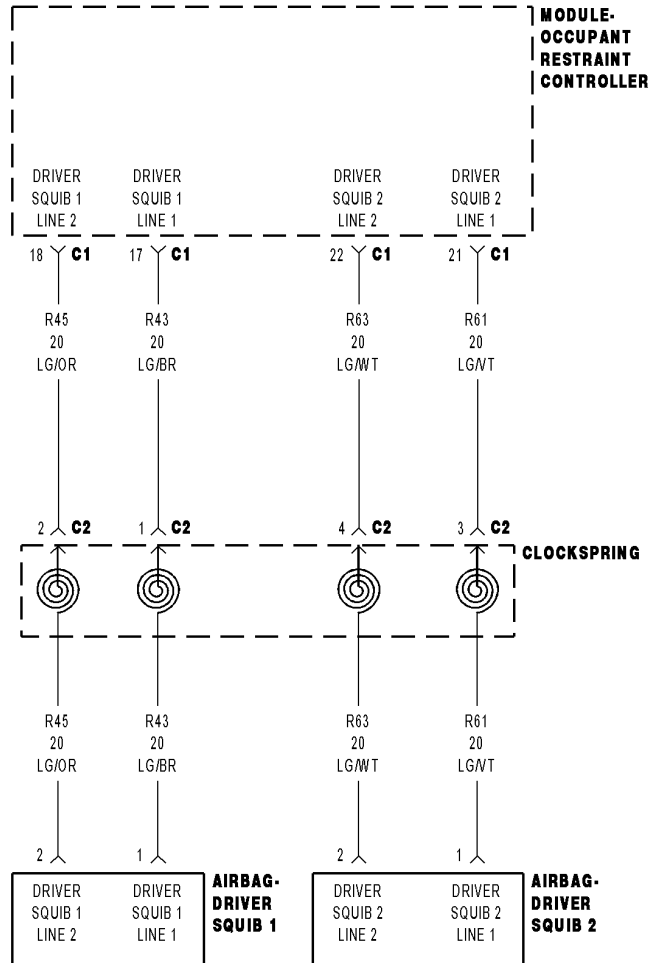 MODULE-
OCCUPANT
RESTRAINT
CONTROLLER
DRIVER DRIVER DRIVER DRIVER
SQUIB 1 SQUIB 1 SQUIB 2 SQUIB 2
LINE 2 LINE 1 LINE 2 LINE 1
18 C1 17 C1 22 C1 21 C1
R45 R43 R63 R61
20 20 20 20
LG/OR LG/BR LG/WT LG/VT
2 C2 1 C2 4 C2 3 C2
CLOCKSPRING
R45 R43 R63 R61
20 20 20 20
LG/OR LG/BR LG/WT LG/VT
2 1 2 1
AIRBAG-
DRIVER
SQUIB 1
AIRBAG-
DRIVER
SQUIB 2
DRIVER DRIVER DRIVER DRIVER
SQUIB 1 SQUIB 1 SQUIB 2 SQUIB 2
LINE 2 LINE 1 LINE 2 LINE 1